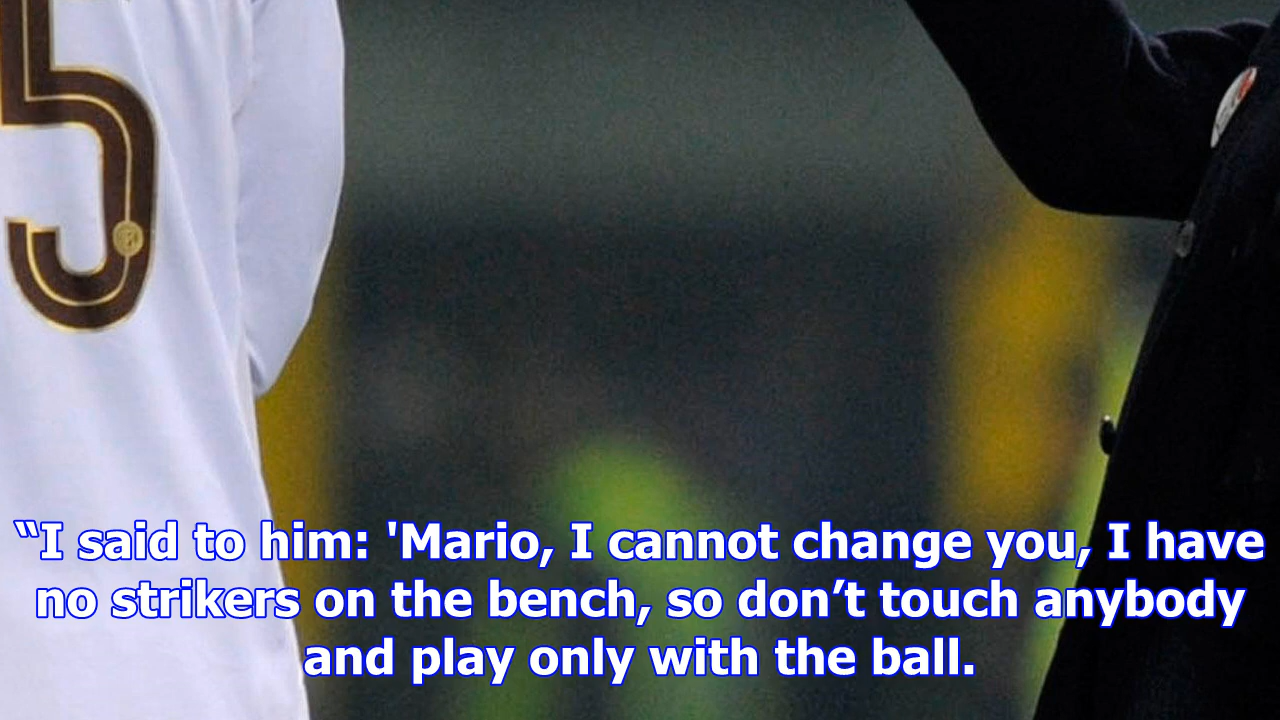 5
“I said to him: 'Mario, I cannot change you, I have
no strikers on the bench, so don’t touch anybody
and play only with the ball.